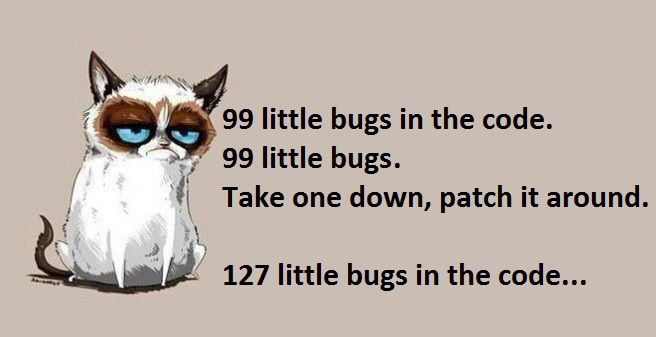 99 little bugs in the code.
99 little bugs.
Take one down, patch it around.
127 little bugs in the code...